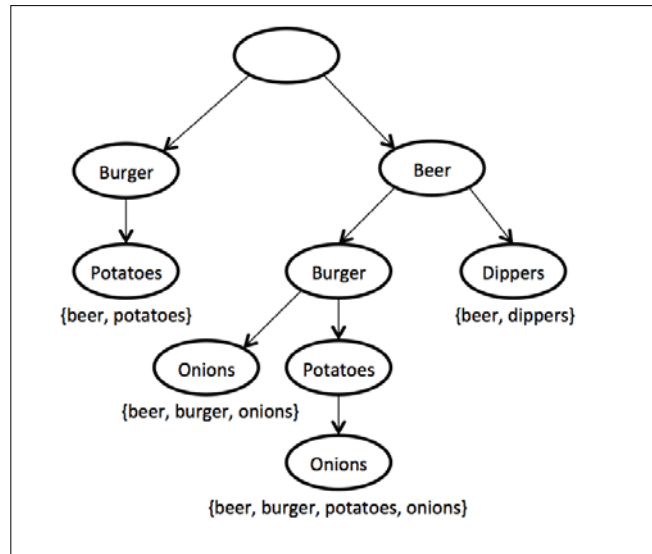 Burger
Beer
Potatoes
Burger
Dippers
{beer, potatoes}
{beer, dippers}
Onions
Potatoes
{beer, burger, onions}
Onions
{beer, burger, potatoes, onions}